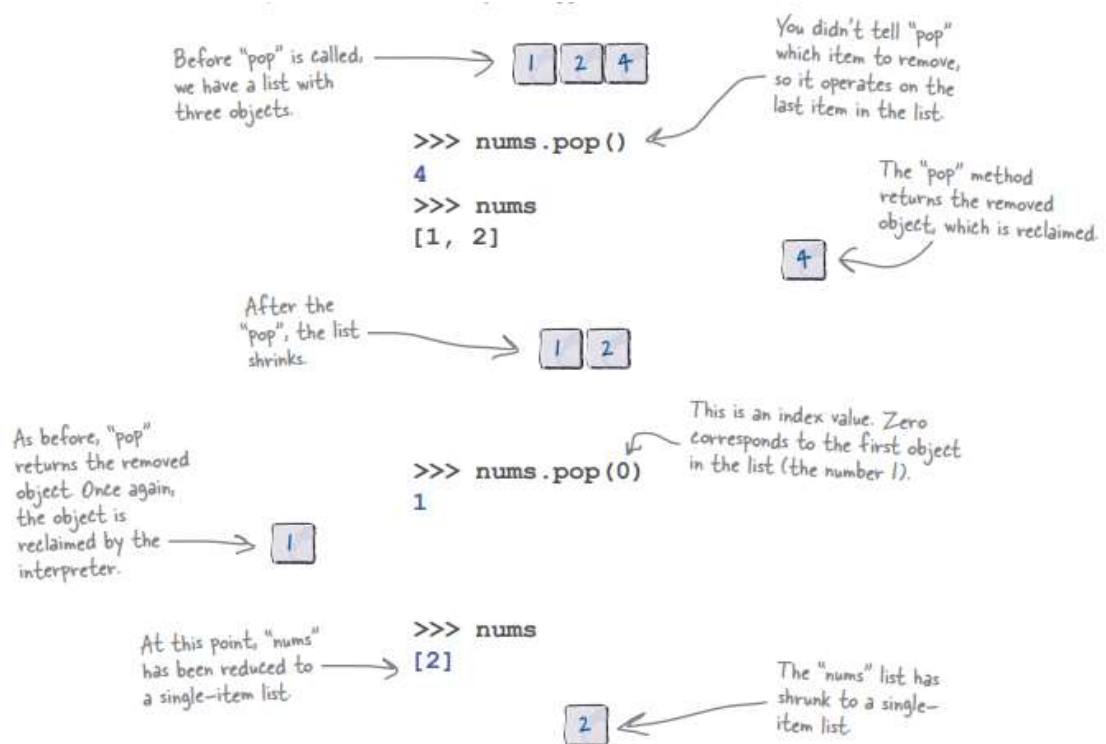 Before "pop" is called,
we have a list with
three objects.
1 2 4
You didn't tell "pop"
which item to remove,
so it operates on the
last item in the list.
>>> nums.pop()
4
>>> nums
[1, 2]
The "pop" method
returns the removed
object, which is reclaimed.
4
After the
"pop", the list
shrinks.
1 2
This is an index value. Zero
corresponds to the first object
in the list (the number 1).
As before, "pop"
returns the removed
object. Once again,
the object is
reclaimed by the
interpreter.
>>> nums.pop(0)
1
1
At this point, "nums"
has been reduced to
a single-item list.
>>> nums
[2]
The "nums" list has
shrunk to a single-
item list.
2